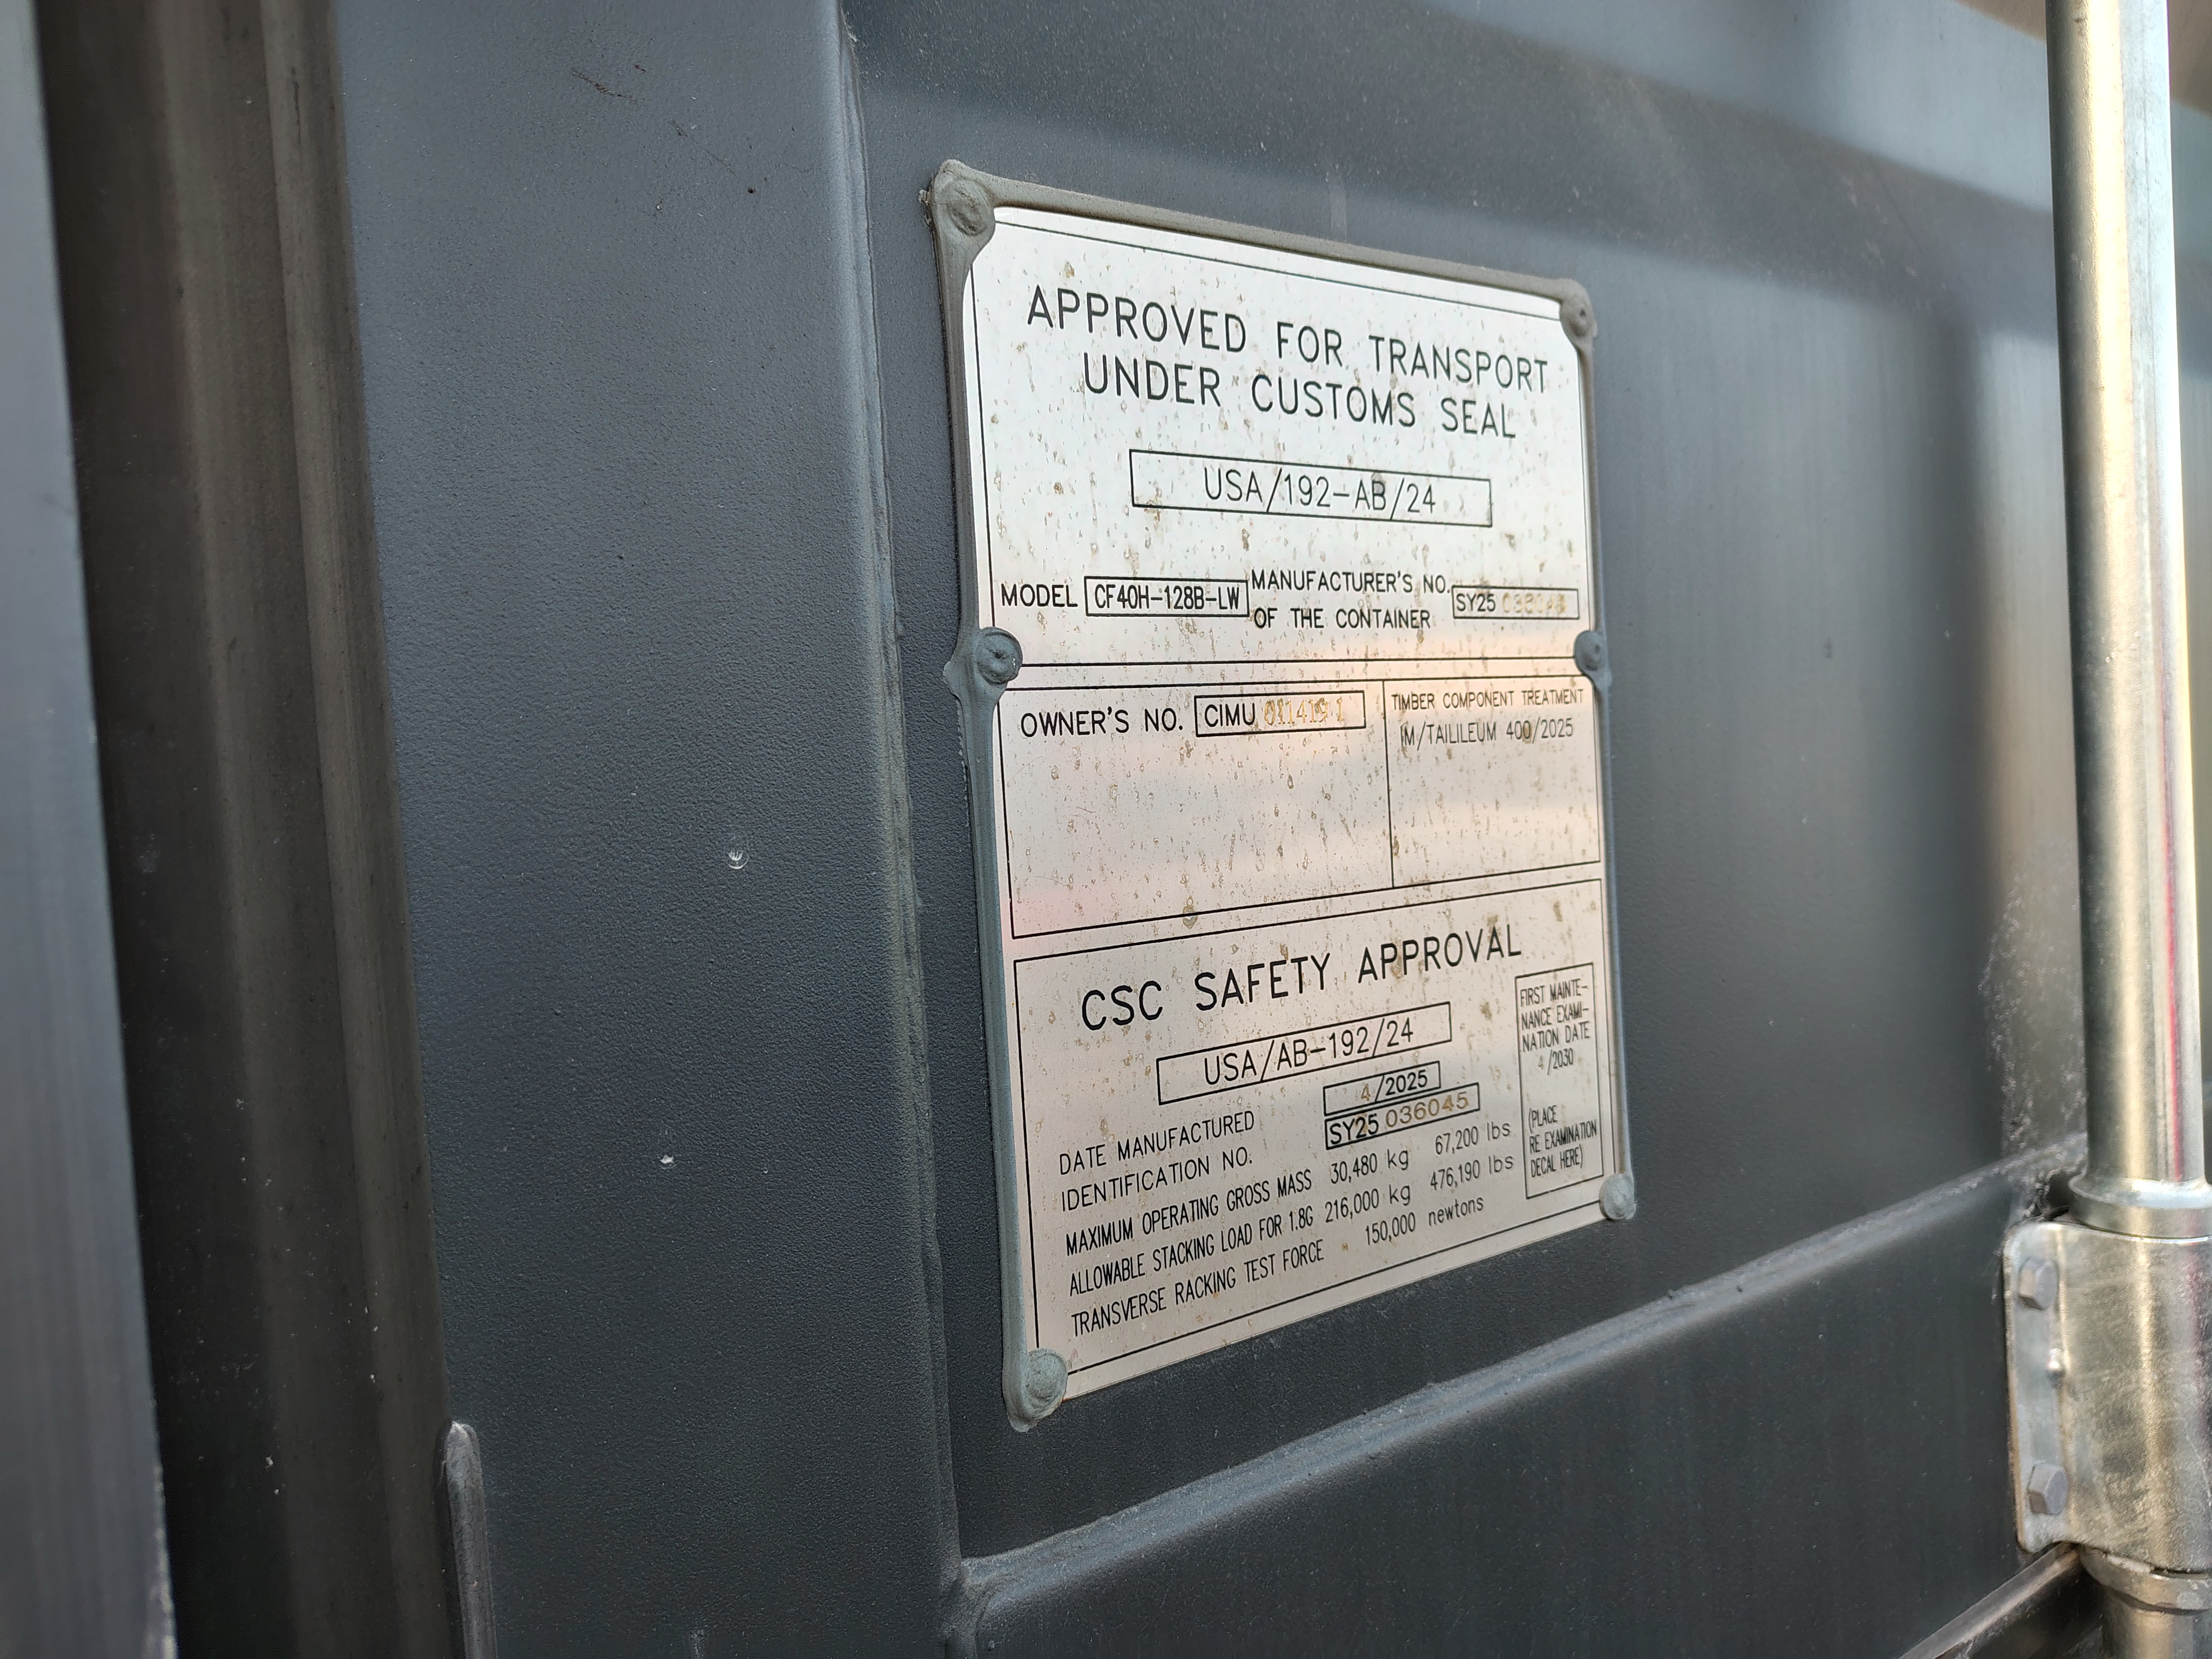 APPROVED FOR TRANSPORT
UNDER CUSTOMS SEAL
USA/192-AB/24
MODEL CF40H-128B-LW MANUFACTURER'S NO. OF THE CONTAINER SY25
OWNER'S NO. CIMU 011419 1
TIMBER COMPONENT TREATMENT
IM/TAILILEUM 400/2025
CSC SAFETY APPROVAL
USA/AB-192/24
DATE MANUFACTURED 4/2025
IDENTIFICATION NO. SY25 036045
MAXIMUM OPERATING GROSS MASS 30,480 kg 67,200 lbs
ALLOWABLE STACKING LOAD FOR 1.8G 216,000 kg 476,190 lbs
TRANSVERSE RACKING TEST FORCE 150,000 newtons
FIRST MAINTE-
NANCE EXAMI-
NATION DATE
4/2030
(PLACE
RE EXAMINATION
DECAL HERE)